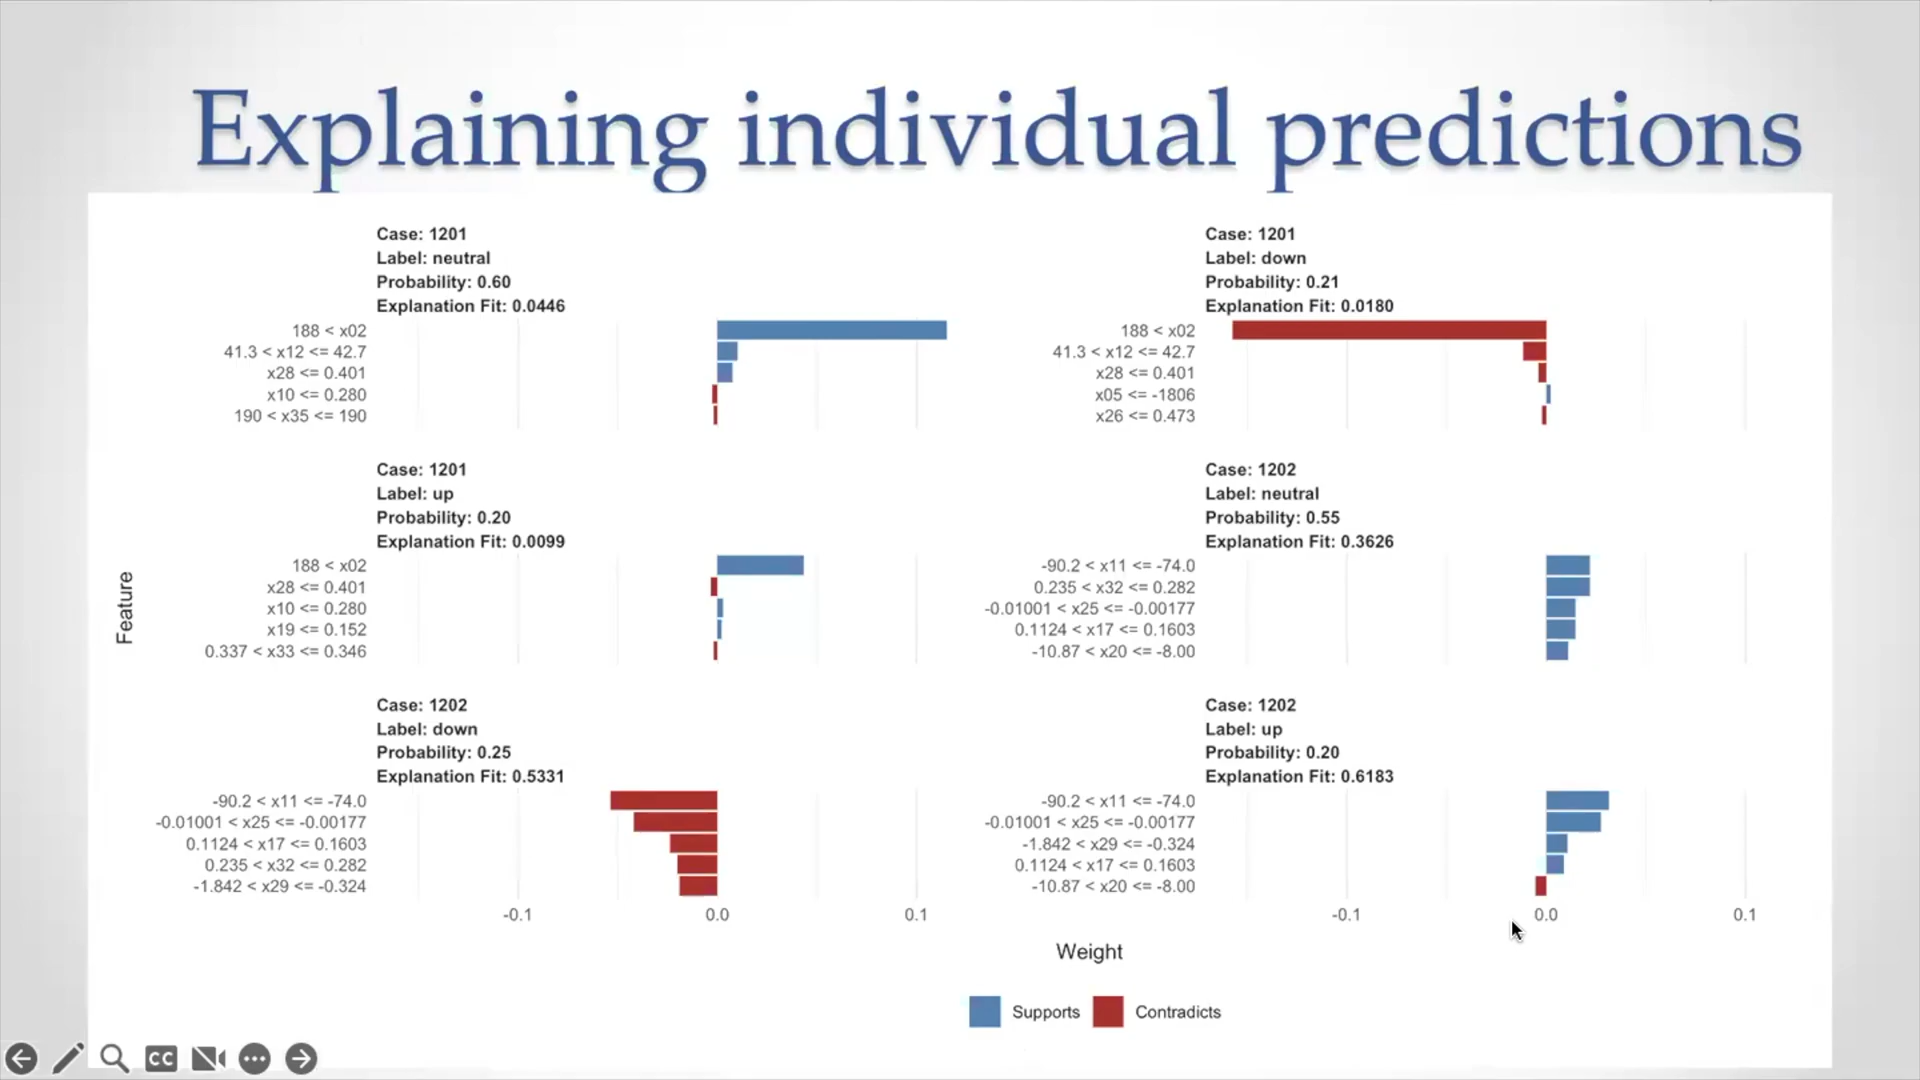 Explaining individual predictions
Case: 1201
Label: neutral
Probability: 0.60
Explanation Fit: 0.0446
188 < x02
41.3 < x12 <= 42.7
x28 <= 0.401
x10 <= 0.280
190 < x35 <= 190
Case: 1201
Label: down
Probability: 0.21
Explanation Fit: 0.0180
188 < x02
41.3 < x12 <= 42.7
x28 <= 0.401
x05 <= -1806
x26 <= 0.473
Case: 1201
Label: up
Probability: 0.20
Explanation Fit: 0.0099
188 < x02
x28 <= 0.401
x10 <= 0.280
x19 <= 0.152
0.337 < x33 <= 0.346
Case: 1202
Label: neutral
Probability: 0.55
Explanation Fit: 0.3626
-90.2 < x11 <= -74.0
0.235 < x32 <= 0.282
-0.01001 < x25 <= -0.00177
0.1124 < x17 <= 0.1603
-10.87 < x20 <= -8.00
Feature
Case: 1202
Label: down
Probability: 0.25
Explanation Fit: 0.5331
-90.2 < x11 <= -74.0
-0.01001 < x25 <= -0.00177
0.1124 < x17 <= 0.1603
0.235 < x32 <= 0.282
-1.842 < x29 <= -0.324
Case: 1202
Label: up
Probability: 0.20
Explanation Fit: 0.6183
-90.2 < x11 <= -74.0
-0.01001 < x25 <= -0.00177
-1.842 < x29 <= -0.324
0.1124 < x17 <= 0.1603
-10.87 < x20 <= -8.00
-0.1 0.0 0.1 -0.1 0.0 0.1
Weight
Supports Contradicts
CC